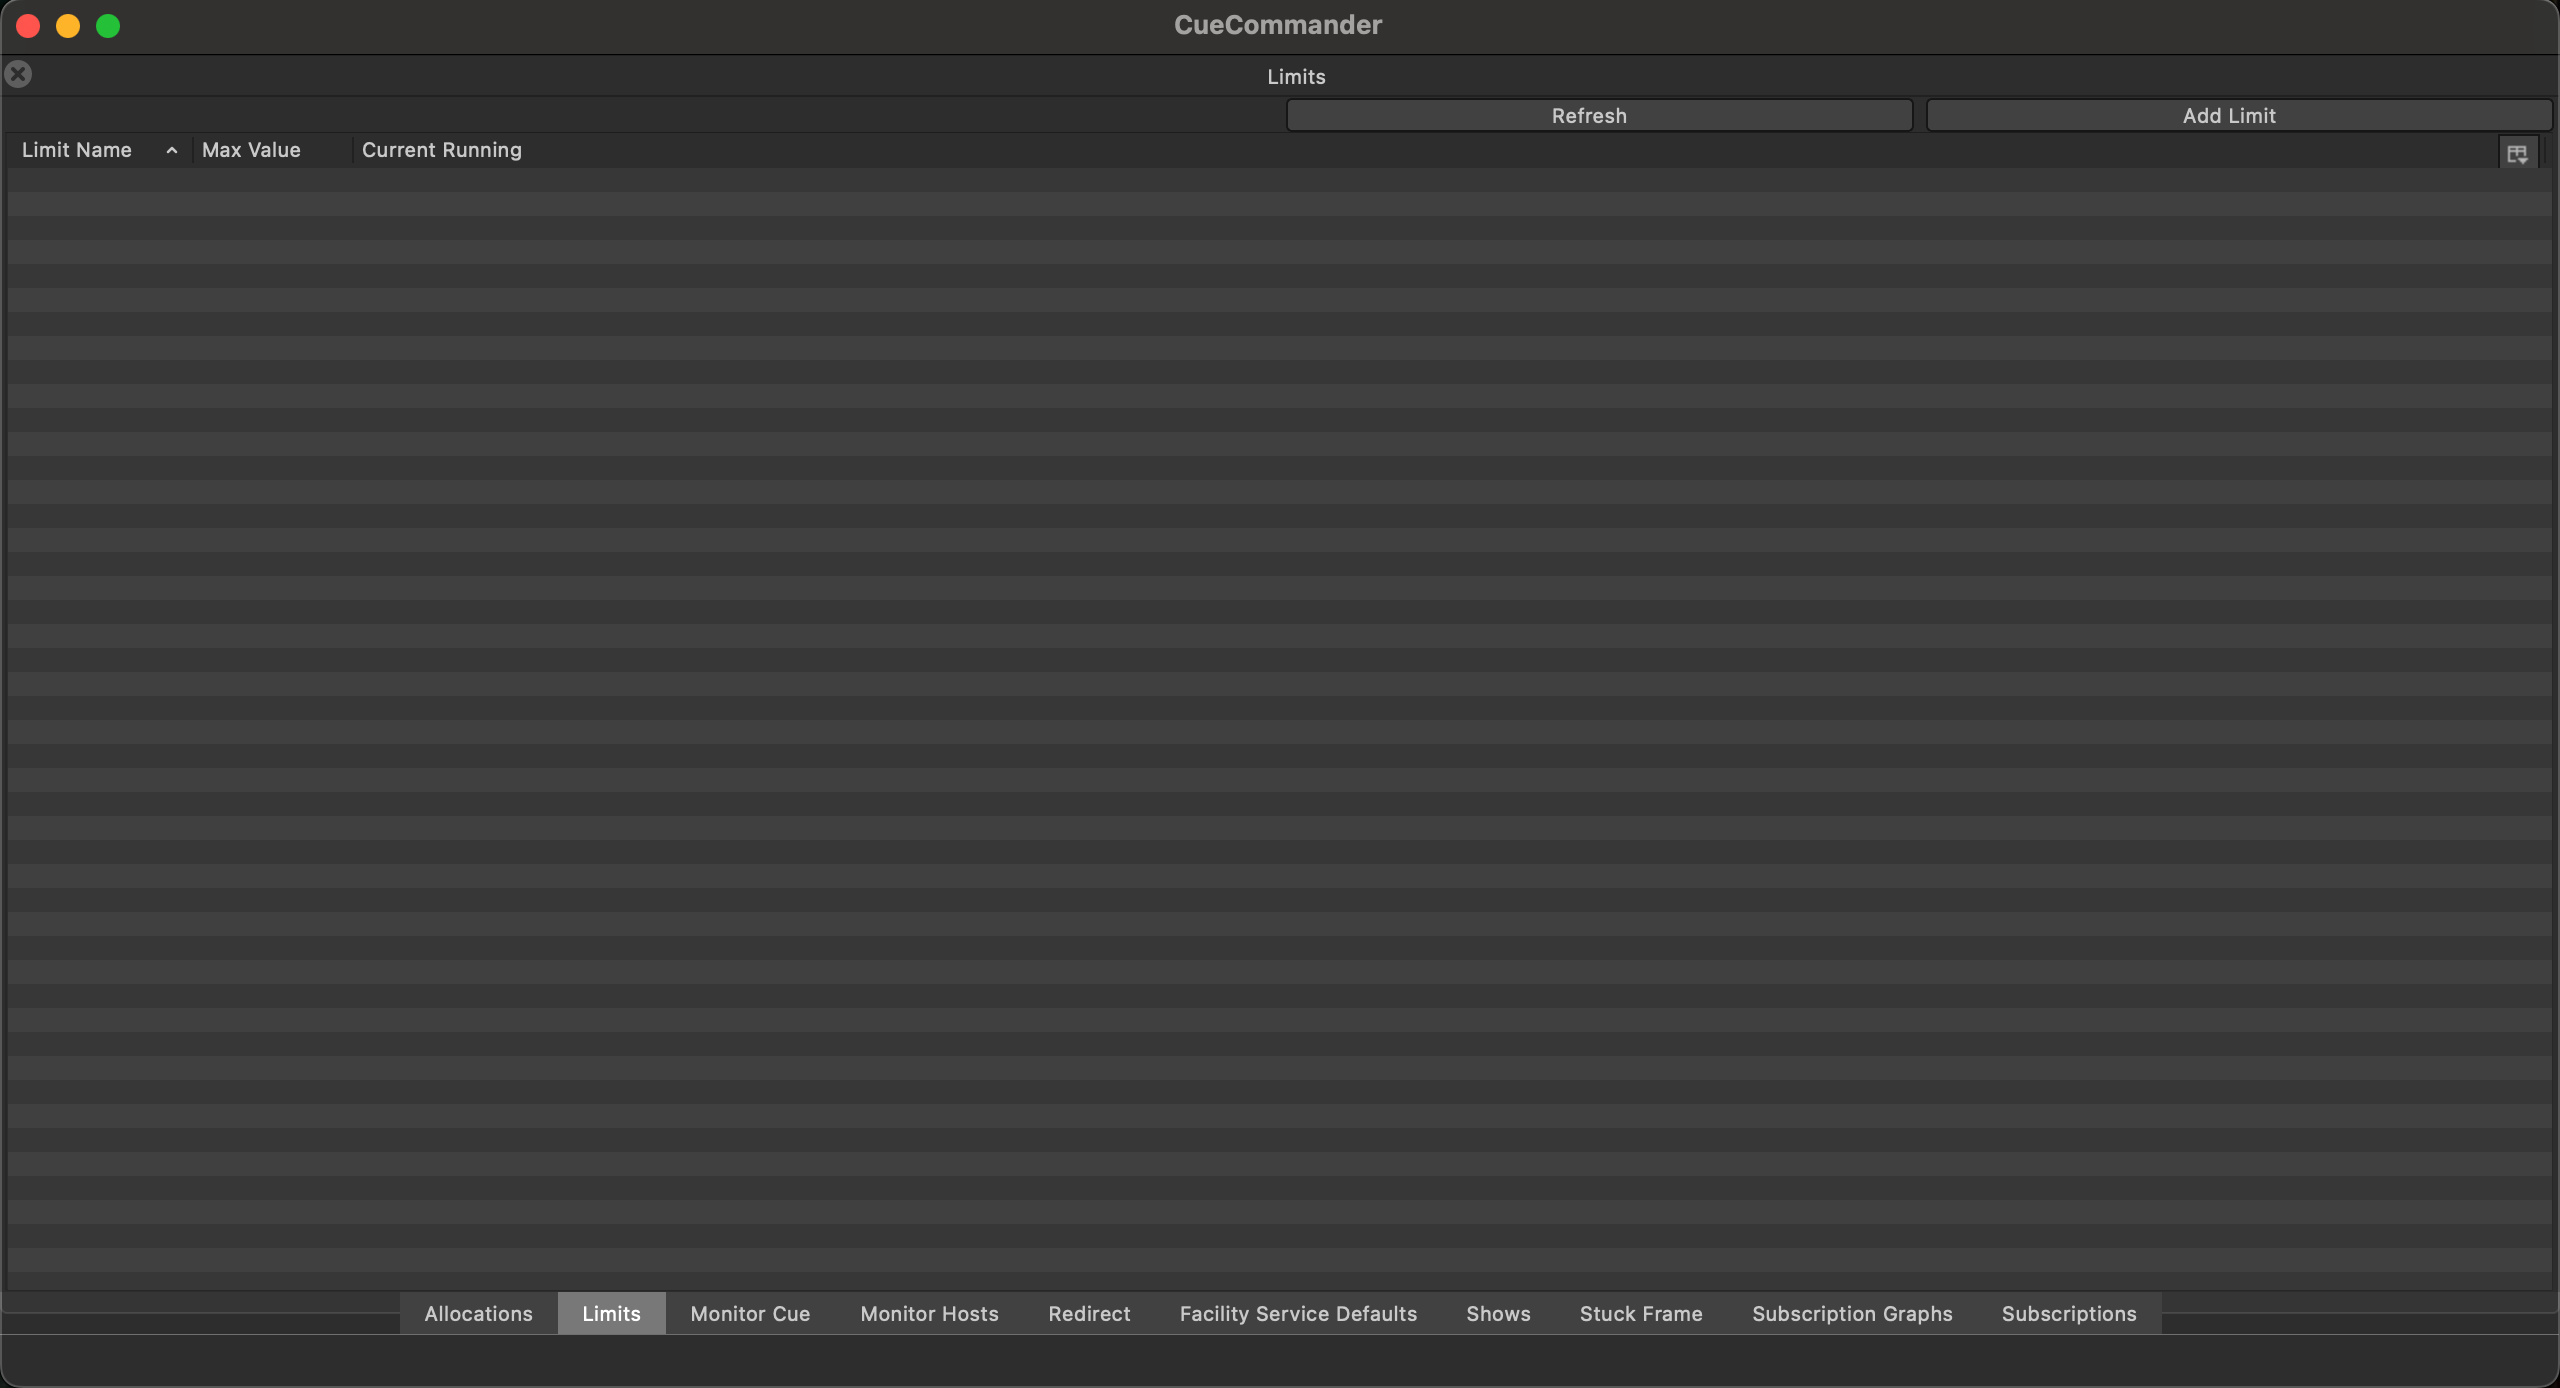 CueCommander
Limits
Refresh Add Limit
Limit Name Max Value Current Running
Allocations Limits Monitor Cue Monitor Hosts Redirect Facility Service Defaults Shows Stuck Frame Subscription Graphs Subscriptions